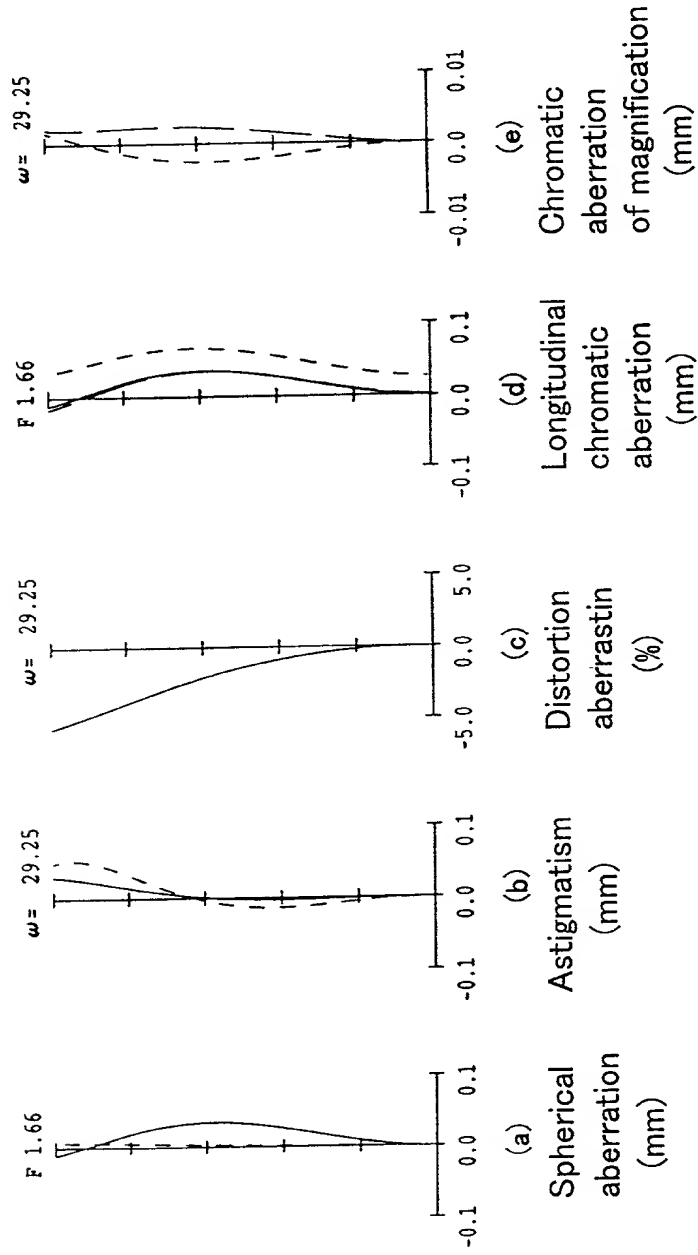 F 1.66
-0.1 0.0 0.1
(a)
Spherical
aberration
(mm)
ω= 29.25
-0.1 0.0 0.1
(b)
Astigmatism
(mm)
ω= 29.25
-5.0 0.0 5.0
(c)
Distortion
aberrastin
(%)
F 1.66
-0.1 0.0 0.1
(d)
Longitudinal
chromatic
aberration
(mm)
ω= 29.25
-0.01 0.0 0.01
(e)
Chromatic
aberration
of magnification
(mm)